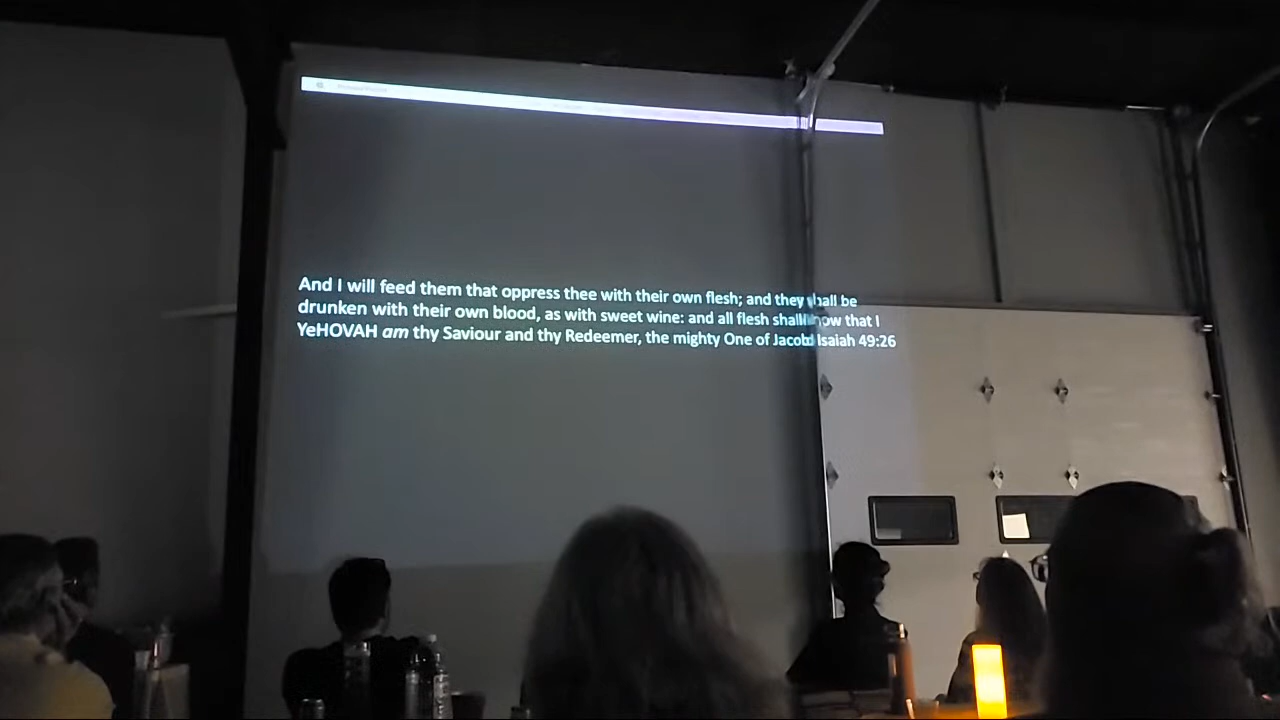 And I will feed them that oppress thee with their own flesh; and they shall be
drunken with their own blood, as with sweet wine: and all flesh shall know that I
YeHOVAH am thy Saviour and thy Redeemer, the mighty One of Jacob Isaiah 49:26